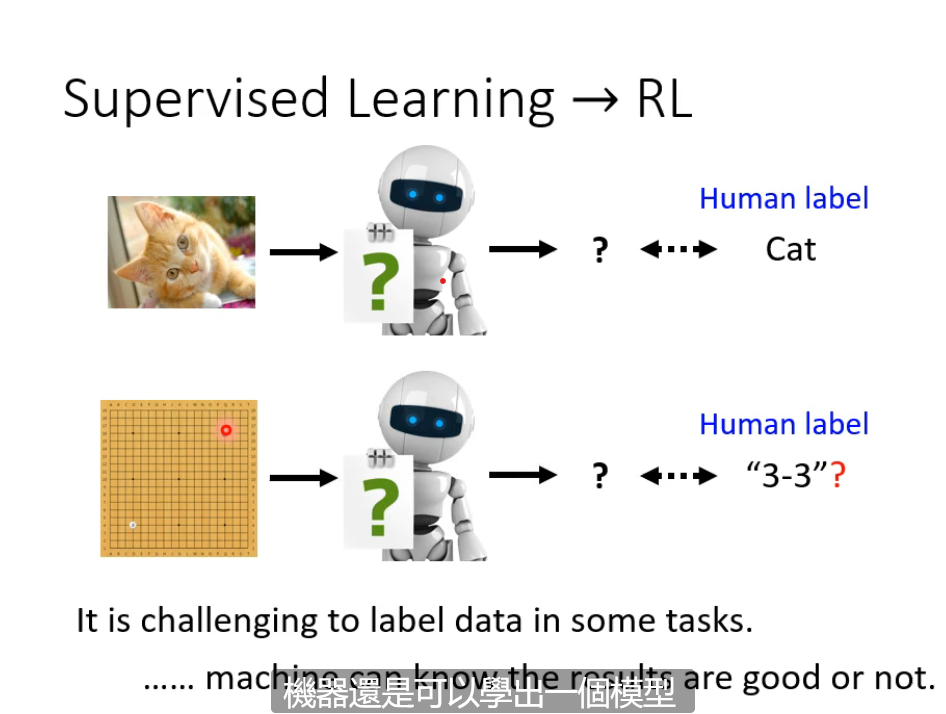 Supervised Learning → RL
Human label
?
?
Cat
Human label
?
?
"3-3"?
It is challenging to label data in some tasks.
…… machine can know the results are good or not.
機器還是可以學出一個模型